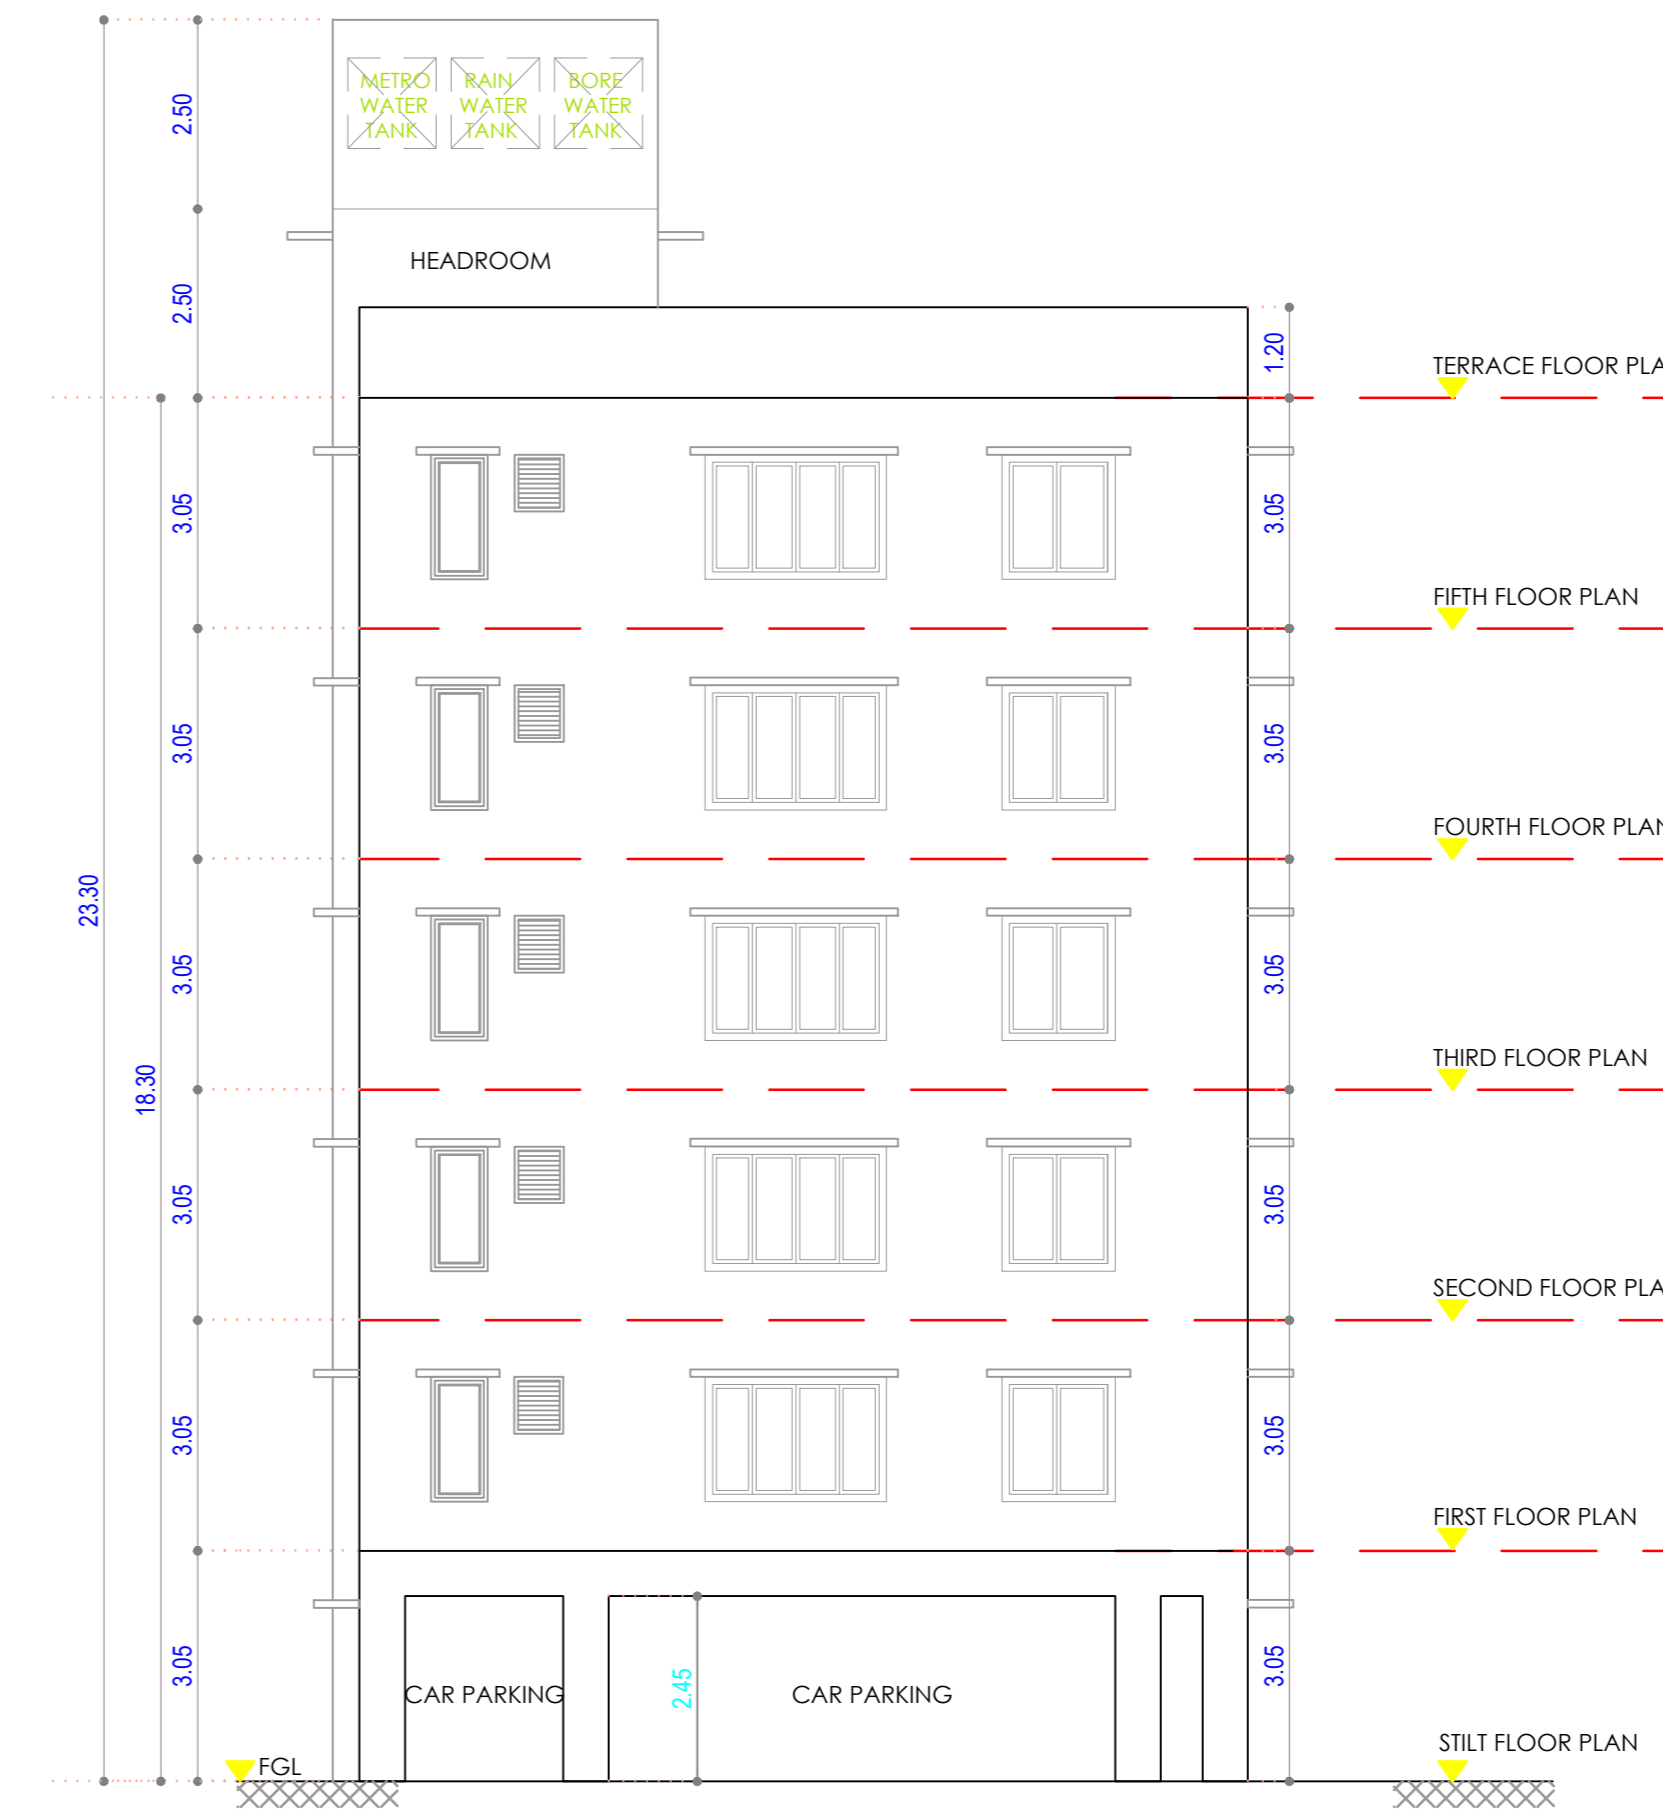 METRO
WATER
TANK
RAIN
WATER
TANK
BORE
WATER
TANK
2.50
HEADROOM
2.50
1.20
TERRACE FLOOR PLA
3.05
3.05
FIFTH FLOOR PLAN
3.05
3.05
FOURTH FLOOR PLAN
23.30
3.05
3.05
THIRD FLOOR PLAN
18.30
3.05
3.05
SECOND FLOOR PLA
3.05
3.05
FIRST FLOOR PLAN
3.05
CAR PARKING
2.45
CAR PARKING
3.05
STILT FLOOR PLAN
FGL